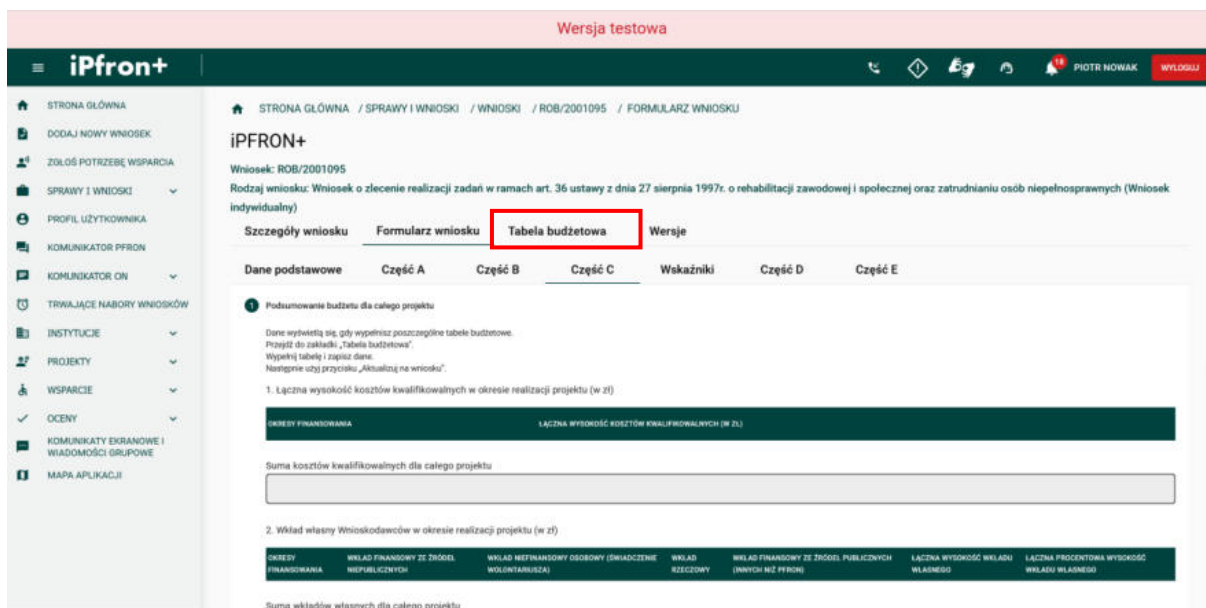 Wersja testowa
iPfron+
18
PIOTR NOWAK
WYLOGUJ
STRONA GŁÓWNA
DODAJ NOWY WNIOSEK
ZGŁOŚ POTRZEBĘ WSPARCIA
SPRAWY I WNIOSKI
PROFIL UŻYTKOWNIKA
KOMUNIKATOR PFRON
KOMUNIKATOR ON
TRWAJĄCE NABORY WNIOSKÓW
INSTYTUCJE
PROJEKTY
WSPARCIE
OCENY
KOMUNIKATY EKRANOWE I
WIADOMOŚCI GRUPOWE
MAPA APLIKACJI
STRONA GŁÓWNA / SPRAWY I WNIOSKI / WNIOSKI / ROB/2001095 / FORMULARZ WNIOSKU
iPFRON+
Wniosek: ROB/2001095
Rodzaj wniosku: Wniosek o zlecenie realizacji zadań w ramach art. 36 ustawy z dnia 27 sierpnia 1997r. o rehabilitacji zawodowej i społecznej oraz zatrudnianiu osób niepełnosprawnych (Wniosek
indywidualny)
Szczegóły wniosku Formularz wniosku Tabela budżetowa Wersje
Dane podstawowe Część A Część B Część C Wskaźniki Część D Część E
1 Podsumowanie budżetu dla całego projektu
Dane wyświetlą się, gdy wypełnisz poszczególne tabele budżetowe.
Przejdź do zakładki „Tabela budżetowa".
Wypełnij tabelę i zapisz dane.
Następnie użyj przycisku „Aktualizuj na wniosku".
1. Łączna wysokość kosztów kwalifikowalnych w okresie realizacji projektu (w zł)
OKRESY FINANSOWANIA ŁĄCZNA WYSOKOŚĆ KOSZTÓW KWALIFIKOWALNYCH (W ZŁ)
Suma kosztów kwalifikowalnych dla całego projektu
2. Wkład własny Wnioskodawców w okresie realizacji projektu (w zł)
OKRESY WKŁAD FINANSOWY ZE ŹRÓDEŁ WKŁAD NIEFINANSOWY OSOBOWY (ŚWIADCZENIE WKŁAD WKŁAD FINANSOWY ZE ŹRÓDEŁ PUBLICZNYCH ŁĄCZNA WYSOKOŚĆ WKŁADU ŁĄCZNA PROCENTOWA WYSOKOŚĆ
FINANSOWANIA NIEPUBLICZNYCH WOLONTARIUSZA) RZECZOWY (INNYCH NIŻ PFRON) WŁASNEGO WKŁADU WŁASNEGO
Suma wkładów własnych dla całego projektu